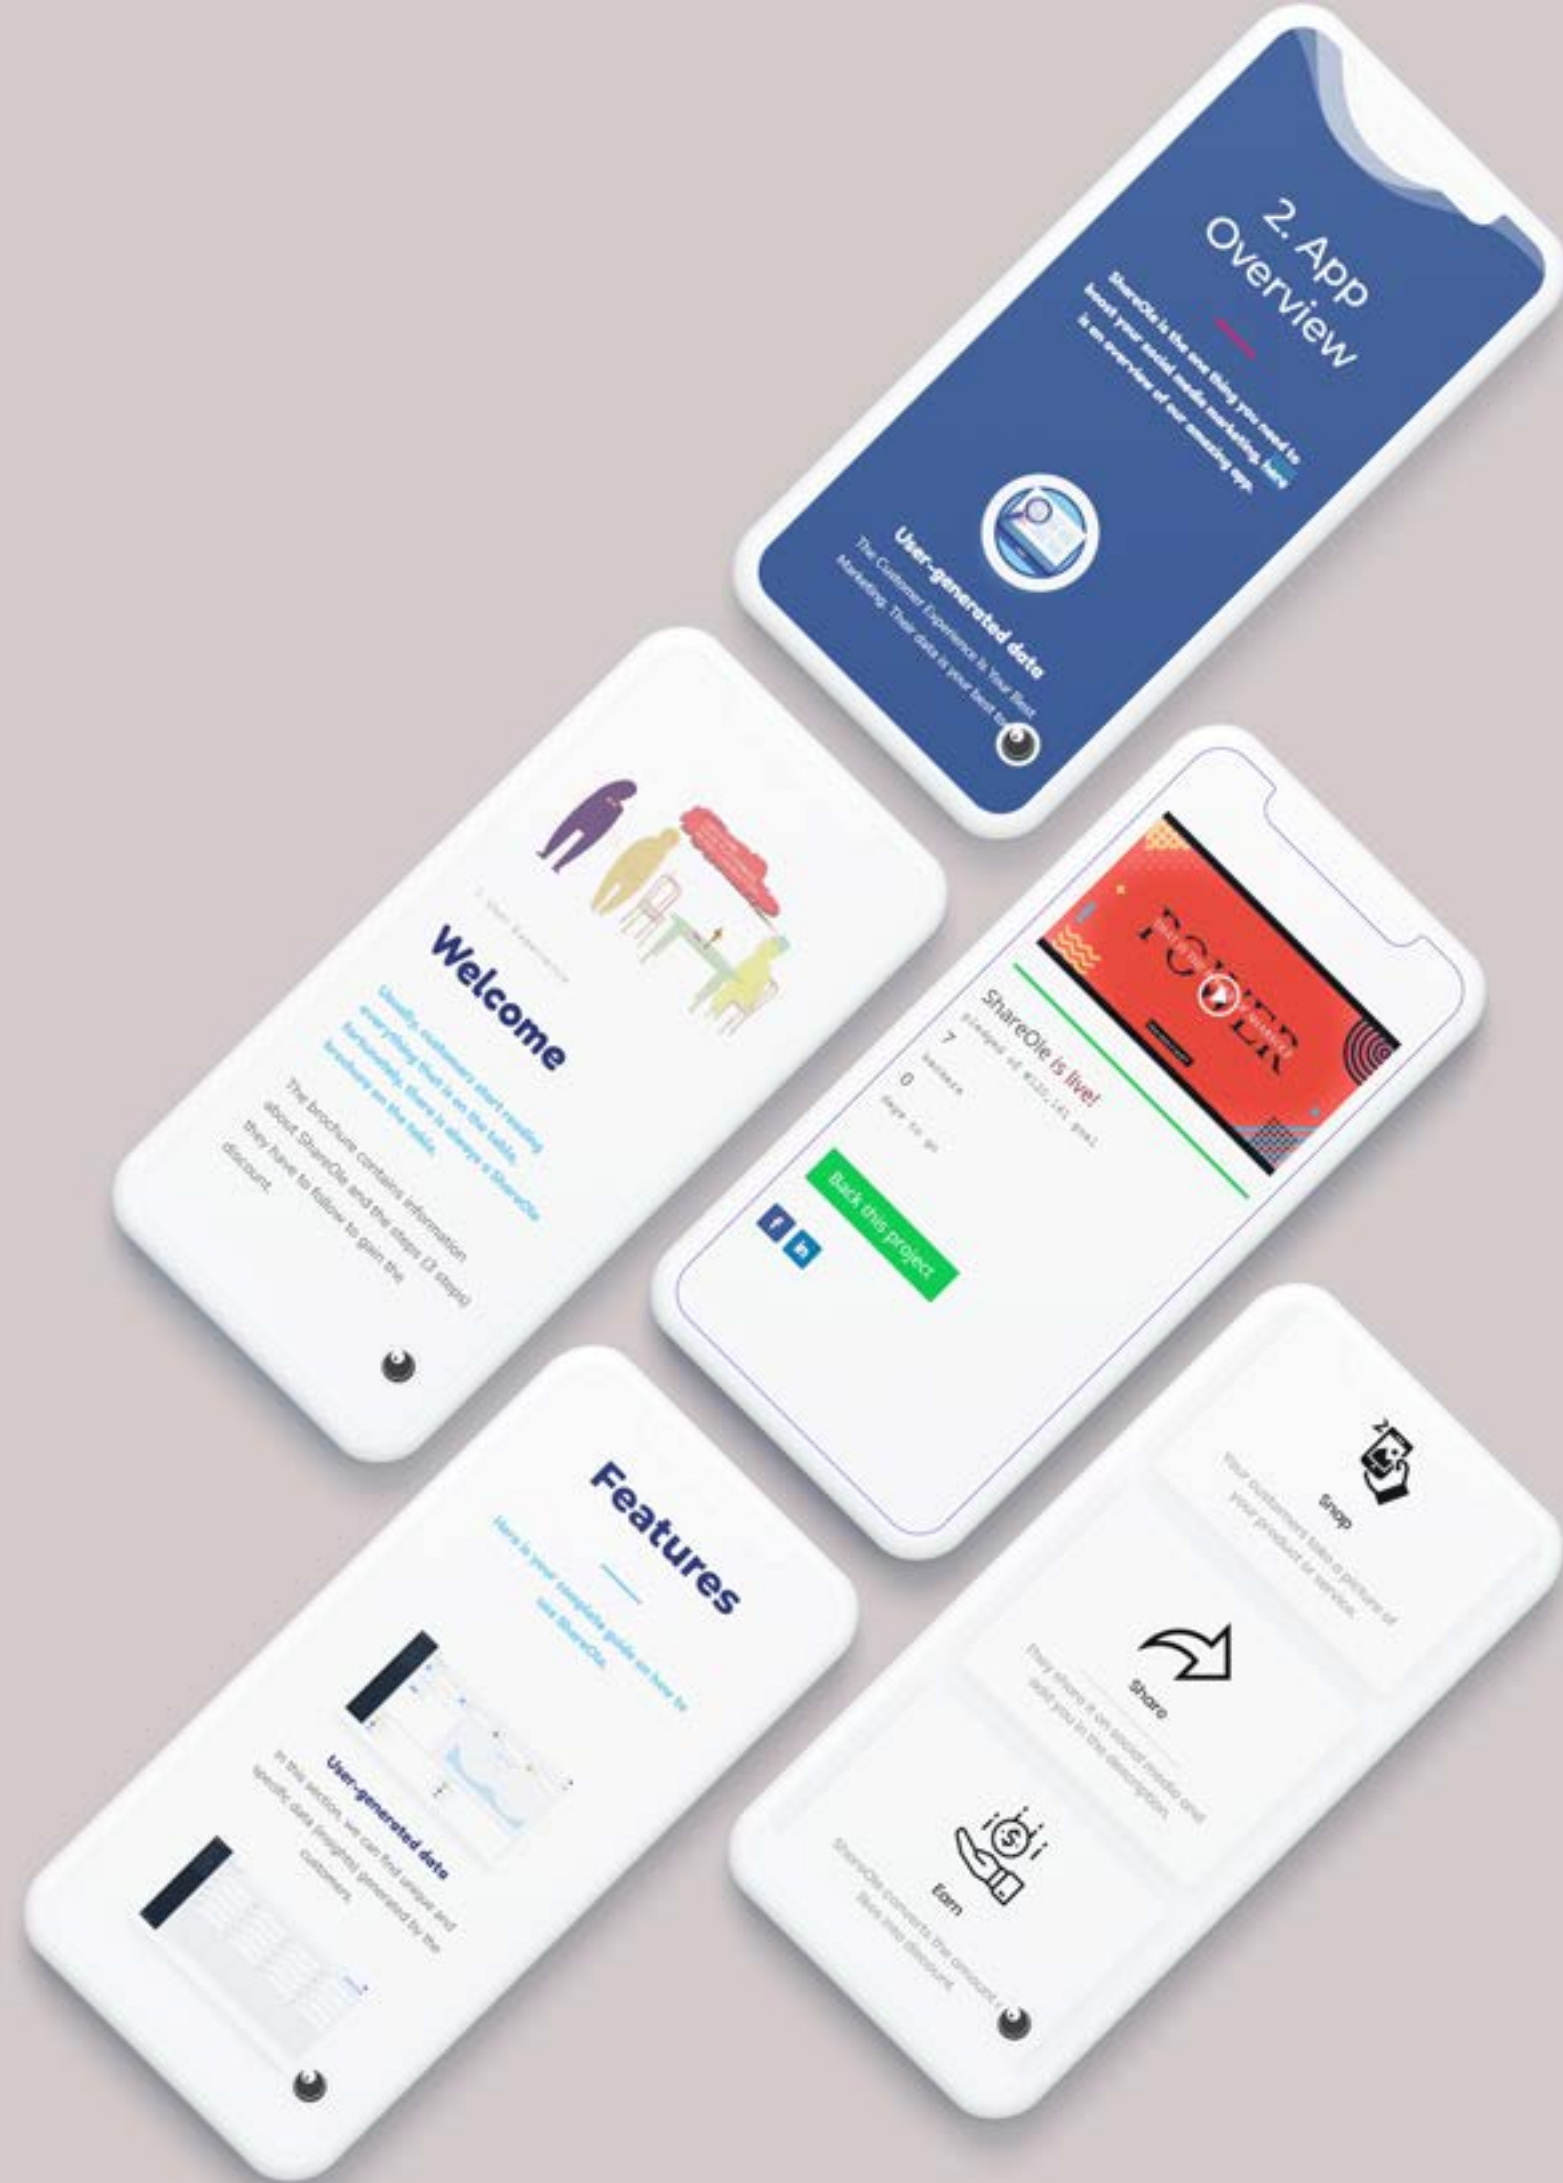 2. App
Overview
ShareOle is the one thing you need to
boost your social media marketing, here
is an overview of our amazing app.
User-generated data
The Customer Experience Is Your Best
Marketing. Their data is your best
Welcome
Usually, customers start reading
everything that is on the table,
fortunately, there is always a ShareOle
brochure on the table.
The brochure contains information
about ShareOle and the steps (3 steps)
they have to follow to gain the
discount.
POWER
ShareOle is live!
pledged of goal
7
backers
0
days to go
Back this project
f
in
Features
Here is your complete guide on how to
use ShareOle.
User-generated data
In this section, we can find unique and
specific data (insights) generated by the
customers.
2
Snap
Your customers take a picture of
your product or service.
Share
They share it on social media and
add you in the description.
$
Earn
ShareOle converts the amount
likes into discount.